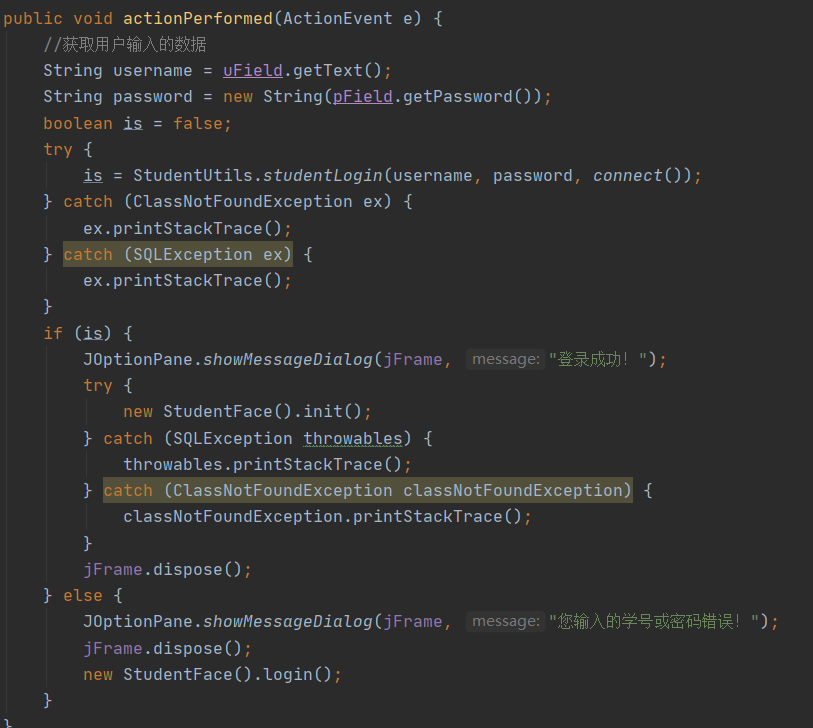 public void actionPerformed(ActionEvent e) {
//获取用户输入的数据
String username = uField.getText();
String password = new String(pField.getPassword());
boolean is = false;
try {
is = StudentUtils.studentLogin(username, password, connect());
} catch (ClassNotFoundException ex) {
ex.printStackTrace();
} catch (SQLException ex) {
ex.printStackTrace();
}
if (is) {
JOptionPane.showMessageDialog(jFrame, message: "登录成功！");
try {
new StudentFace().init();
} catch (SQLException throwables) {
throwables.printStackTrace();
} catch (ClassNotFoundException classNotFoundException) {
classNotFoundException.printStackTrace();
}
jFrame.dispose();
} else {
JOptionPane.showMessageDialog(jFrame, message: "您输入的学号或密码错误！");
jFrame.dispose();
new StudentFace().login();
}
}